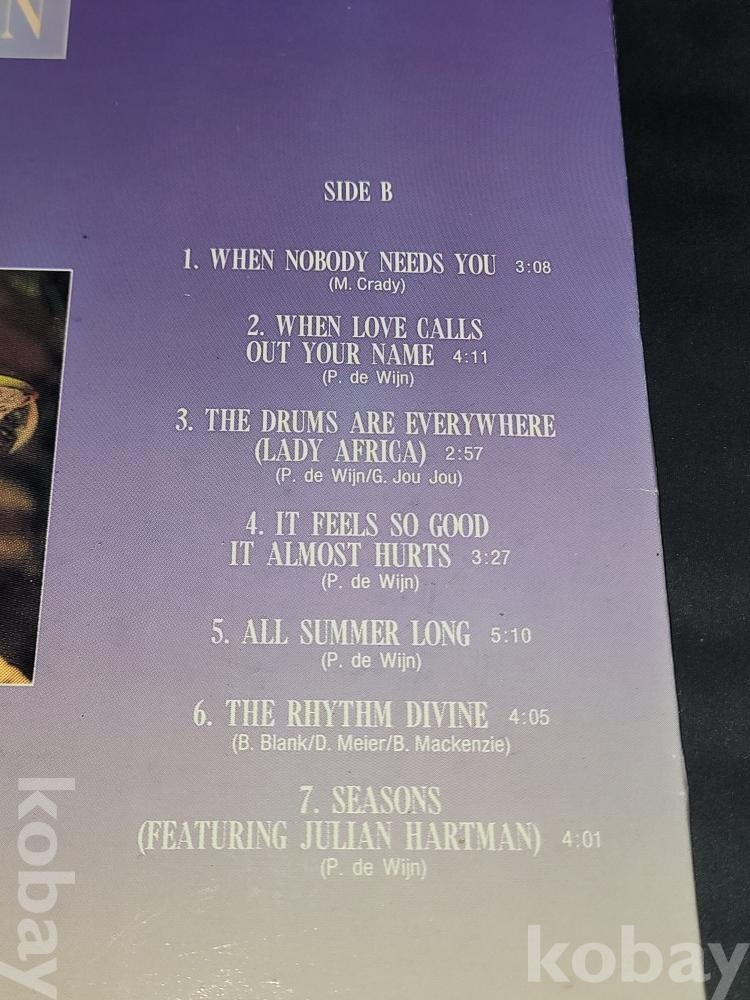 N
SIDE B
1. WHEN NOBODY NEEDS YOU 3:08
(M. Crady)
2. WHEN LOVE CALLS
OUT YOUR NAME 4:11
(P. de Wijn)
3. THE DRUMS ARE EVERYWHERE
(LADY AFRICA) 2:57
(P. de Wijn/G. Jou Jou)
4. IT FEELS SO GOOD
IT ALMOST HURTS 3:27
(P. de Wijn)
5. ALL SUMMER LONG 5:10
(P. de Wijn)
6. THE RHYTHM DIVINE 4:05
(B. Blank/D. Meier/B. Mackenzie)
7. SEASONS
(FEATURING JULIAN HARTMAN) 4:01
(P. de Wijn)
kobay
kobay